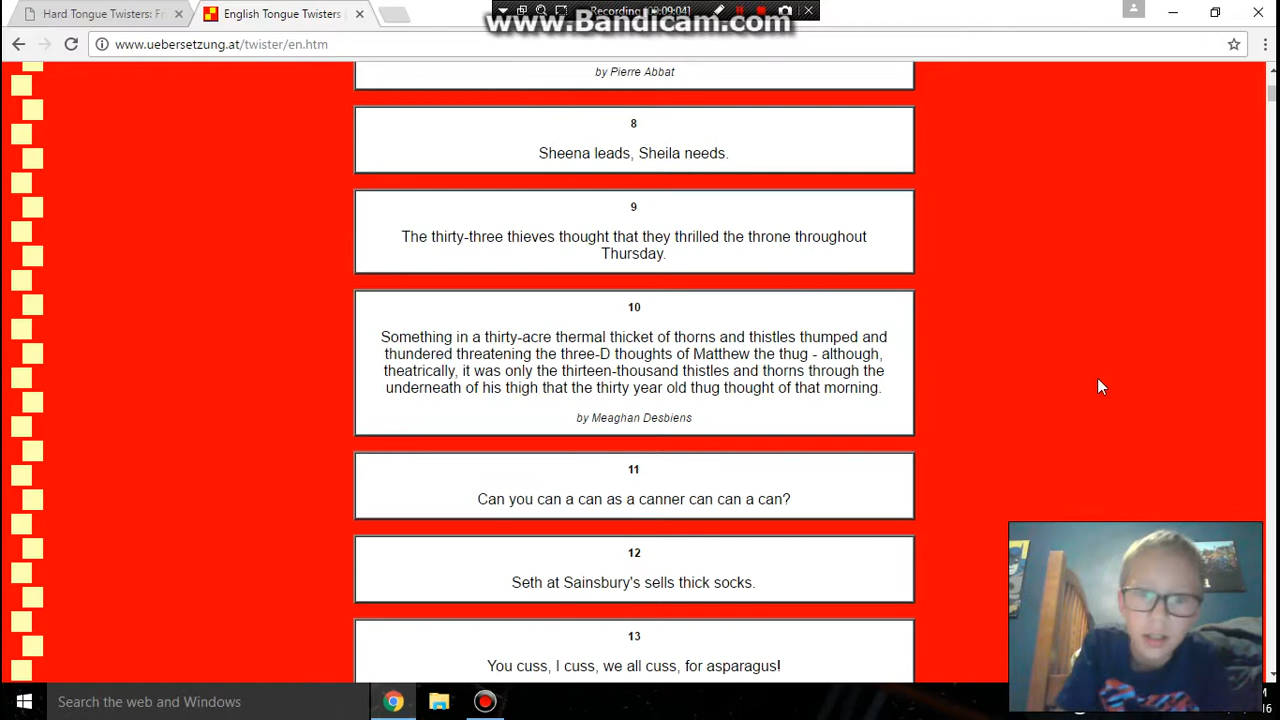 Recording [00:09:04]
www.Bandicam.com
Hard Tongue Twisters: Fr
English Tongue Twisters |
www.uebersetzung.at/twister/en.htm
by Pierre Abbat
8
Sheena leads, Sheila needs.
9
The thirty-three thieves thought that they thrilled the throne throughout
Thursday.
10
Something in a thirty-acre thermal thicket of thorns and thistles thumped and
thundered threatening the three-D thoughts of Matthew the thug - although,
theatrically, it was only the thirteen-thousand thistles and thorns through the
underneath of his thigh that the thirty year old thug thought of that morning.
by Meaghan Desbiens
11
Can you can a can as a canner can can a can?
12
Seth at Sainsbury's sells thick socks.
13
You cuss, I cuss, we all cuss, for asparagus!
Search the web and Windows